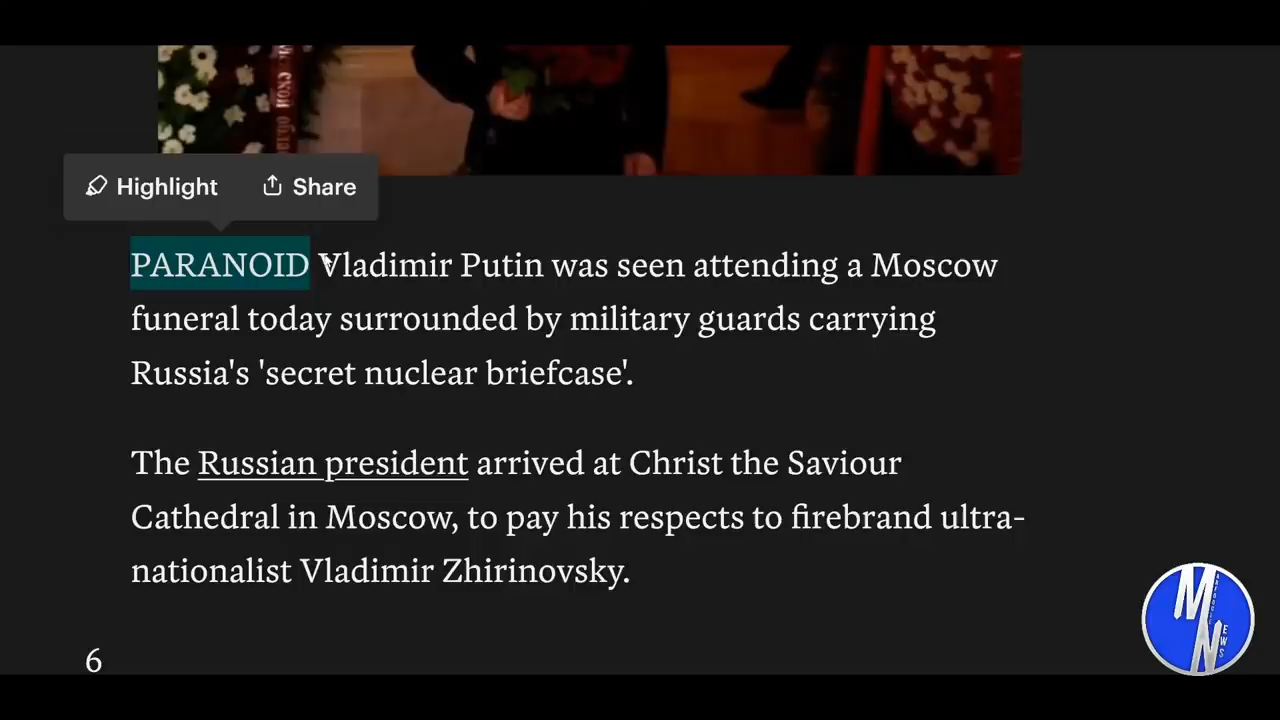 Highlight Share
PARANOID Vladimir Putin was seen attending a Moscow
funeral today surrounded by military guards carrying
Russia's 'secret nuclear briefcase'.
The Russian president arrived at Christ the Saviour
Cathedral in Moscow, to pay his respects to firebrand ultra-
nationalist Vladimir Zhirinovsky.
6